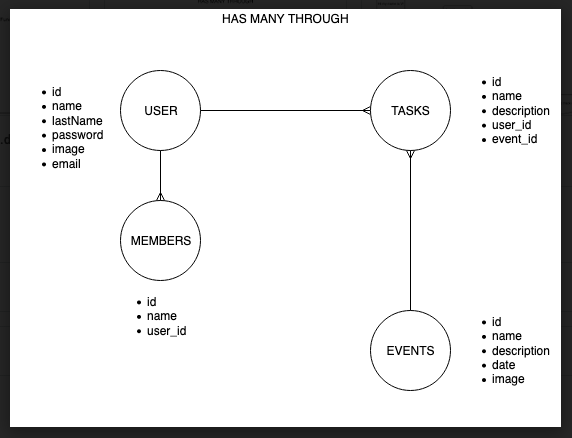 HAS MANY THROUGH
USER
• id
• name
• lastName
• password
• image
• email
TASKS
• id
• name
• description
• user_id
• event_id
MEMBERS
• id
• name
• user_id
EVENTS
• id
• name
• description
• date
• image